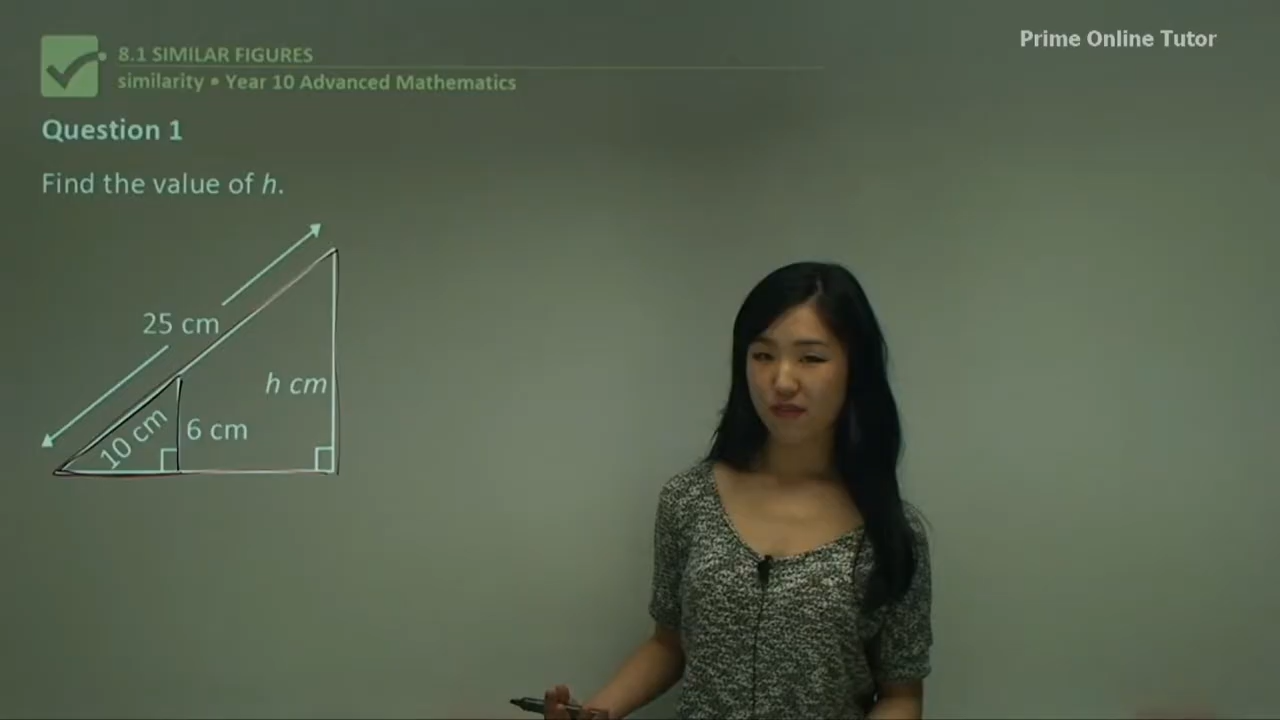 Prime Online Tutor
8.1 SIMILAR FIGURES
similarity • Year 10 Advanced Mathematics
Question 1
Find the value of h.
25 cm
h cm
10 cm
6 cm